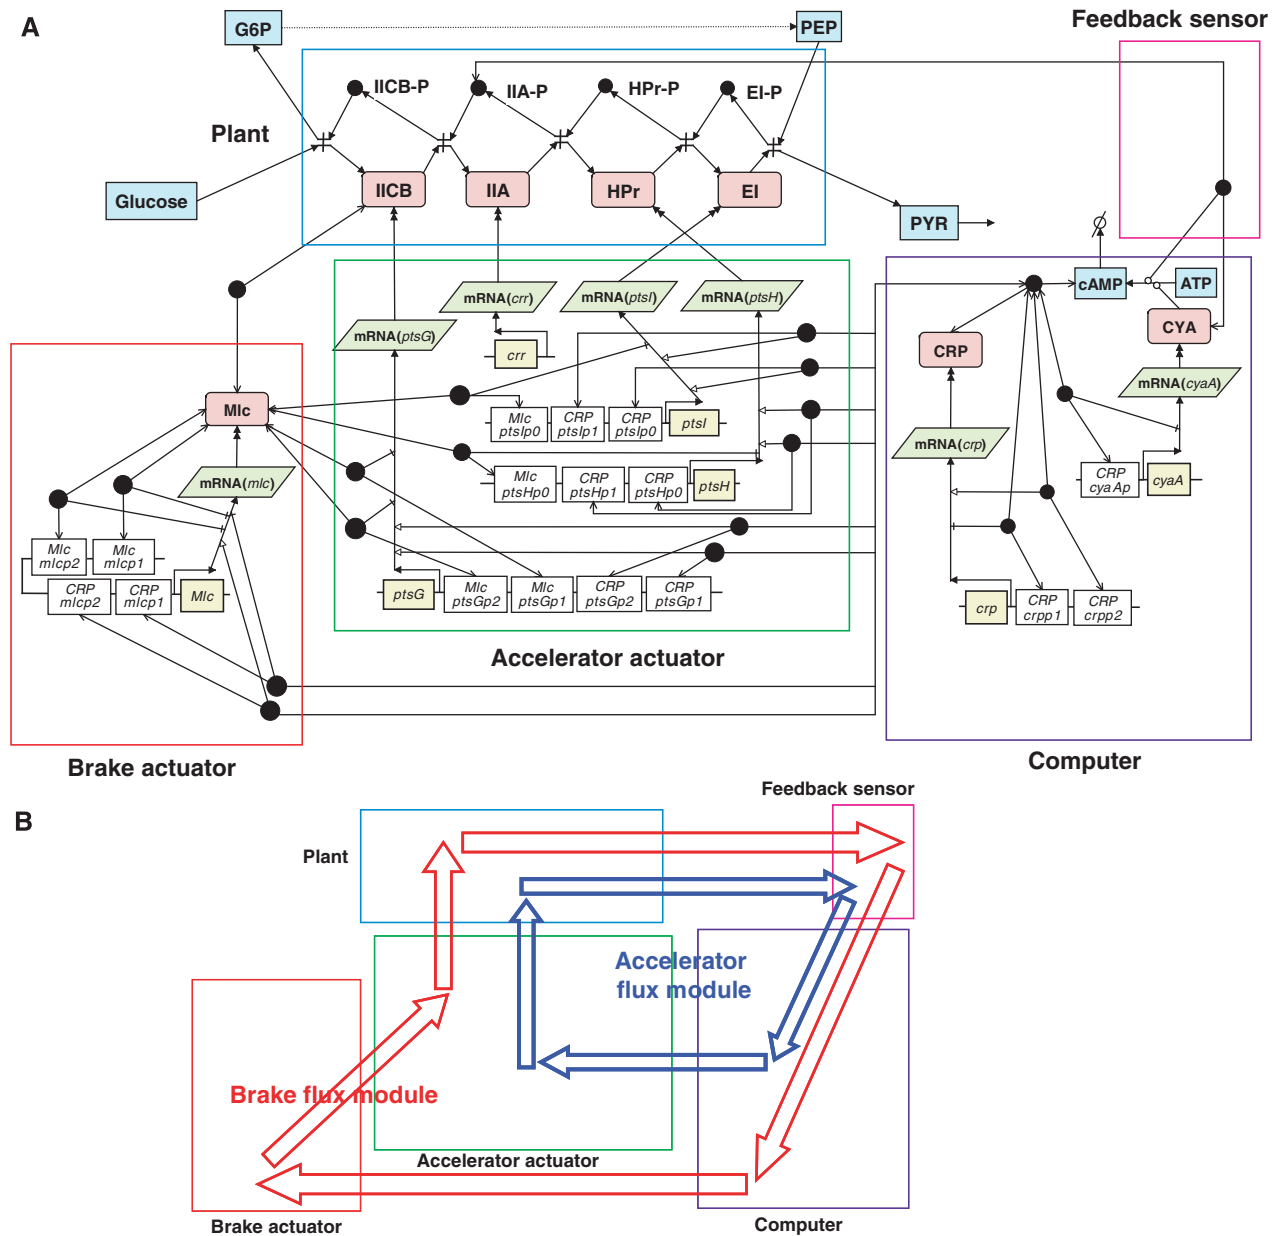 A
G6P
PEP
Feedback sensor
IICB-P
IIA-P
HPr-P
EI-P
Plant
IICB
IIA
HPr
EI
Glucose
PYR
cAMP
ATP
mRNA(crr)
mRNA(ptsI)
mRNA(ptsH)
CYA
mRNA(ptsG)
crr
CRP
mRNA(cyaA)
Mlc
Mlc
ptsIp0
CRP
ptsIp1
CRP
ptsIp0
ptsI
mRNA(crp)
mRNA(mlc)
Mlc
ptsHp0
CRP
ptsHp1
CRP
ptsHp0
ptsH
CRP
cyaAp
cyaA
Mlc
mlcp2
Mlc
mlcp1
CRP
mlcp2
CRP
mlcp1
Mlc
ptsG
Mlc
ptsGp2
Mlc
ptsGp1
CRP
ptsGp2
CRP
ptsGp1
crp
CRP
crpp1
CRP
crpp2
Accelerator actuator
Brake actuator
Computer
B
Feedback sensor
Plant
Accelerator
flux module
Brake flux module
Accelerator actuator
Brake actuator
Computer